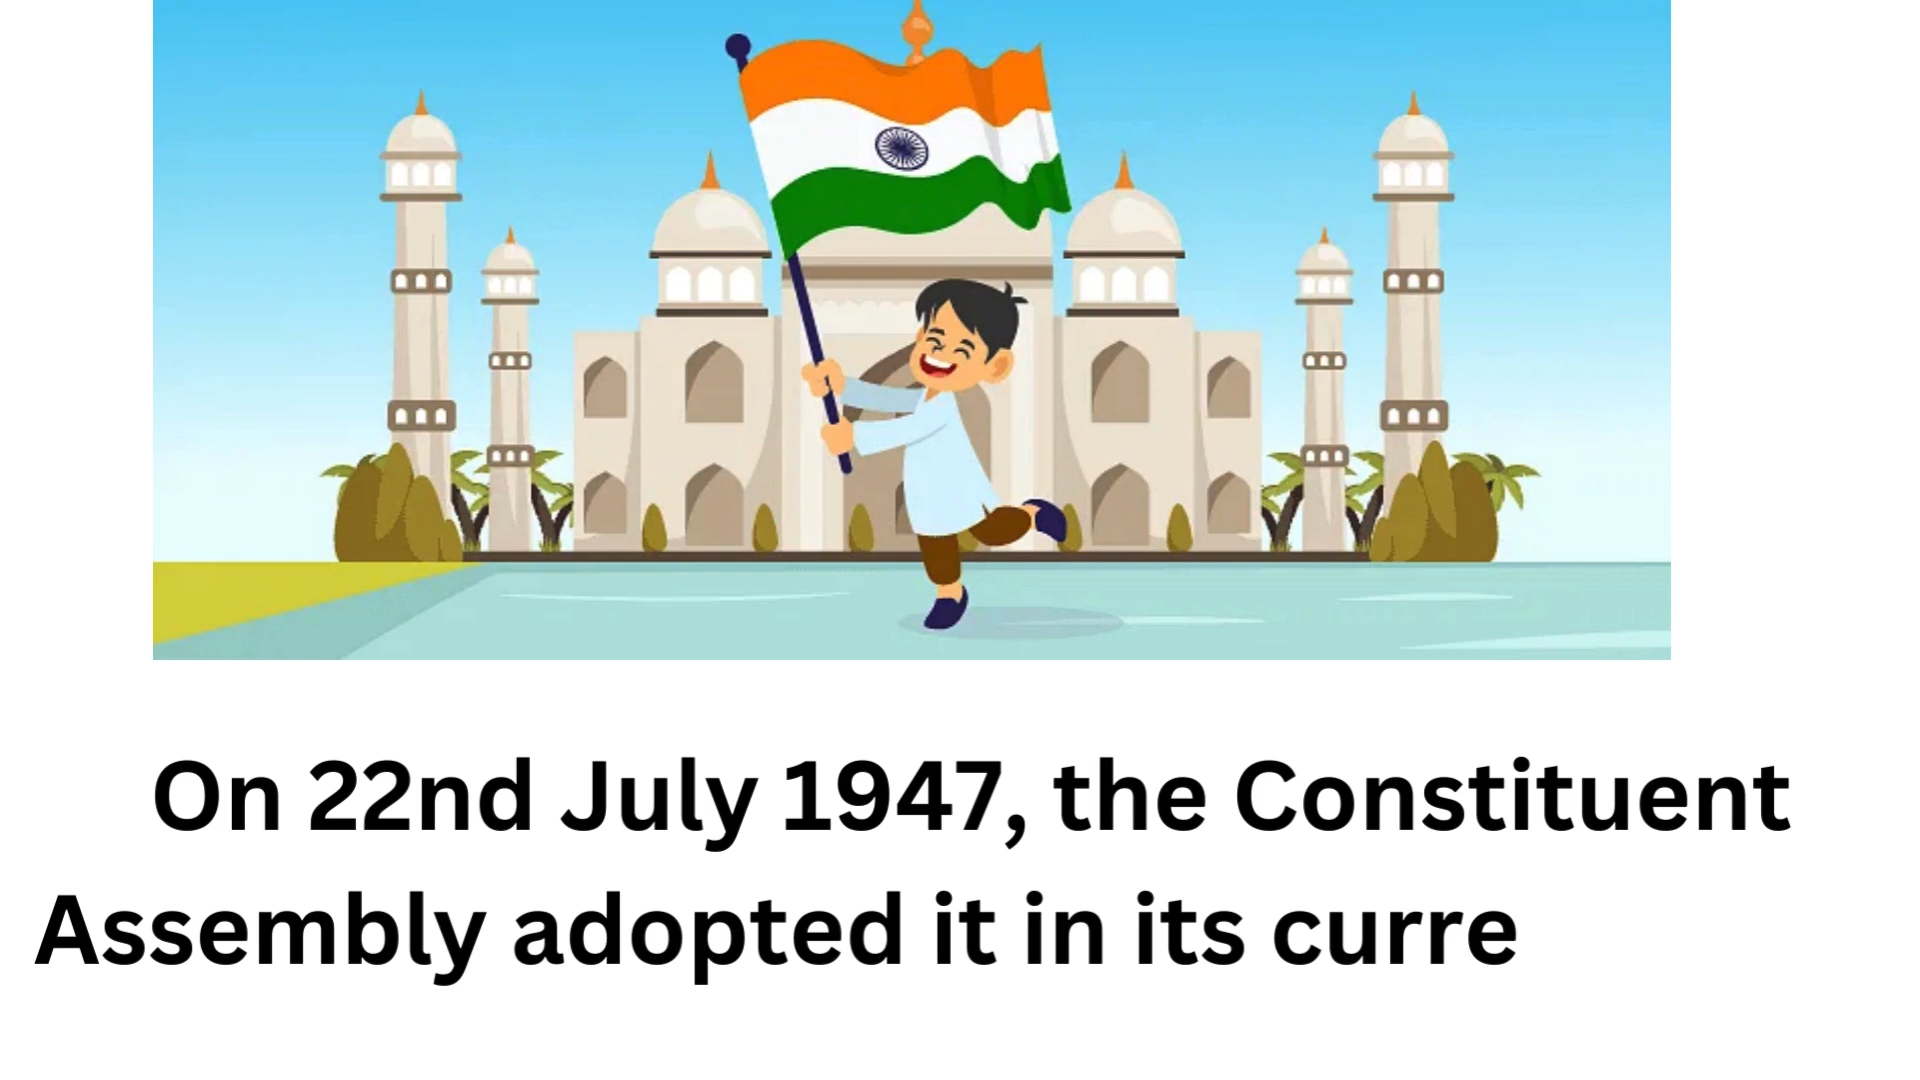 On 22nd July 1947, the Constituent
Assembly adopted it in its curre